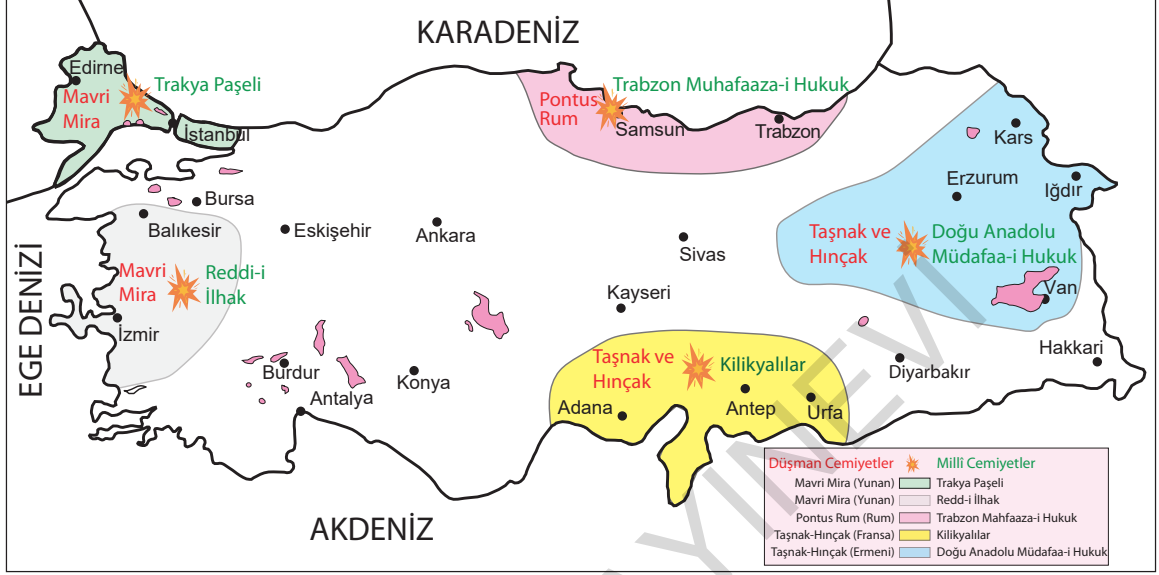 KARADENİZ
Edirne
Trakya Paşeli
Mavri
Mira
İstanbul
Trabzon Muhafaaza-i Hukuk
Pontus
Rum
Samsun
Trabzon
Kars
Erzurum
Iğdır
Bursa
Balıkesir
Eskişehir
Ankara
Sivas
Taşnak ve
Hınçak
Doğu Anadolu
Müdafaa-i Hukuk
Van
EGE DENİZİ
Mavri
Mira
Reddi-i
İlhak
İzmir
Kayseri
Hakkari
Diyarbakır
Burdur
Konya
Antalya
Taşnak ve
Hınçak
Kilikyalılar
Adana
Antep
Urfa
AKDENİZ
Düşman Cemiyetler Millî Cemiyetler
Mavri Mira (Yunan) Trakya Paşeli
Mavri Mira (Yunan) Redd-i İlhak
Pontus Rum (Rum) Trabzon Mahfaaza-i Hukuk
Taşnak-Hınçak (Fransa) Kilikyalılar
Taşnak-Hınçak (Ermeni) Doğu Anadolu Müdafaa-i Hukuk
YINEVİ